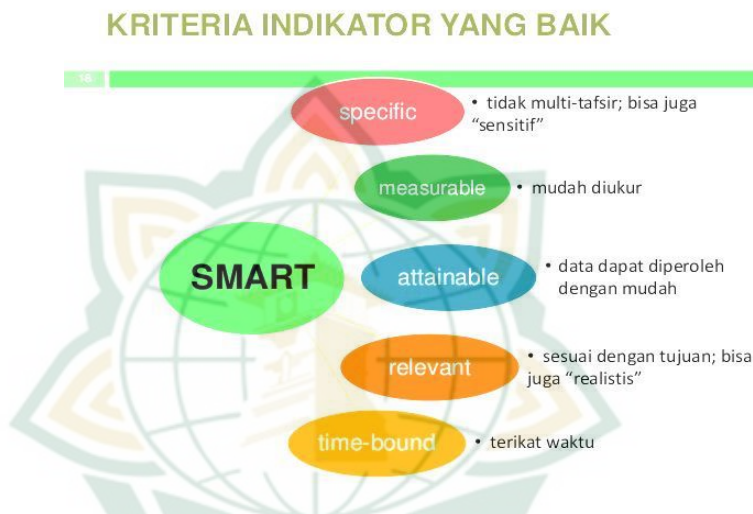 KRITERIA INDIKATOR YANG BAIK
16
specific
• tidak multi-tafsir; bisa juga
“sensitif”
measurable
• mudah diukur
SMART
attainable
• data dapat diperoleh
dengan mudah
relevant
• sesuai dengan tujuan; bisa
juga “realistis”
time-bound
• terikat waktu